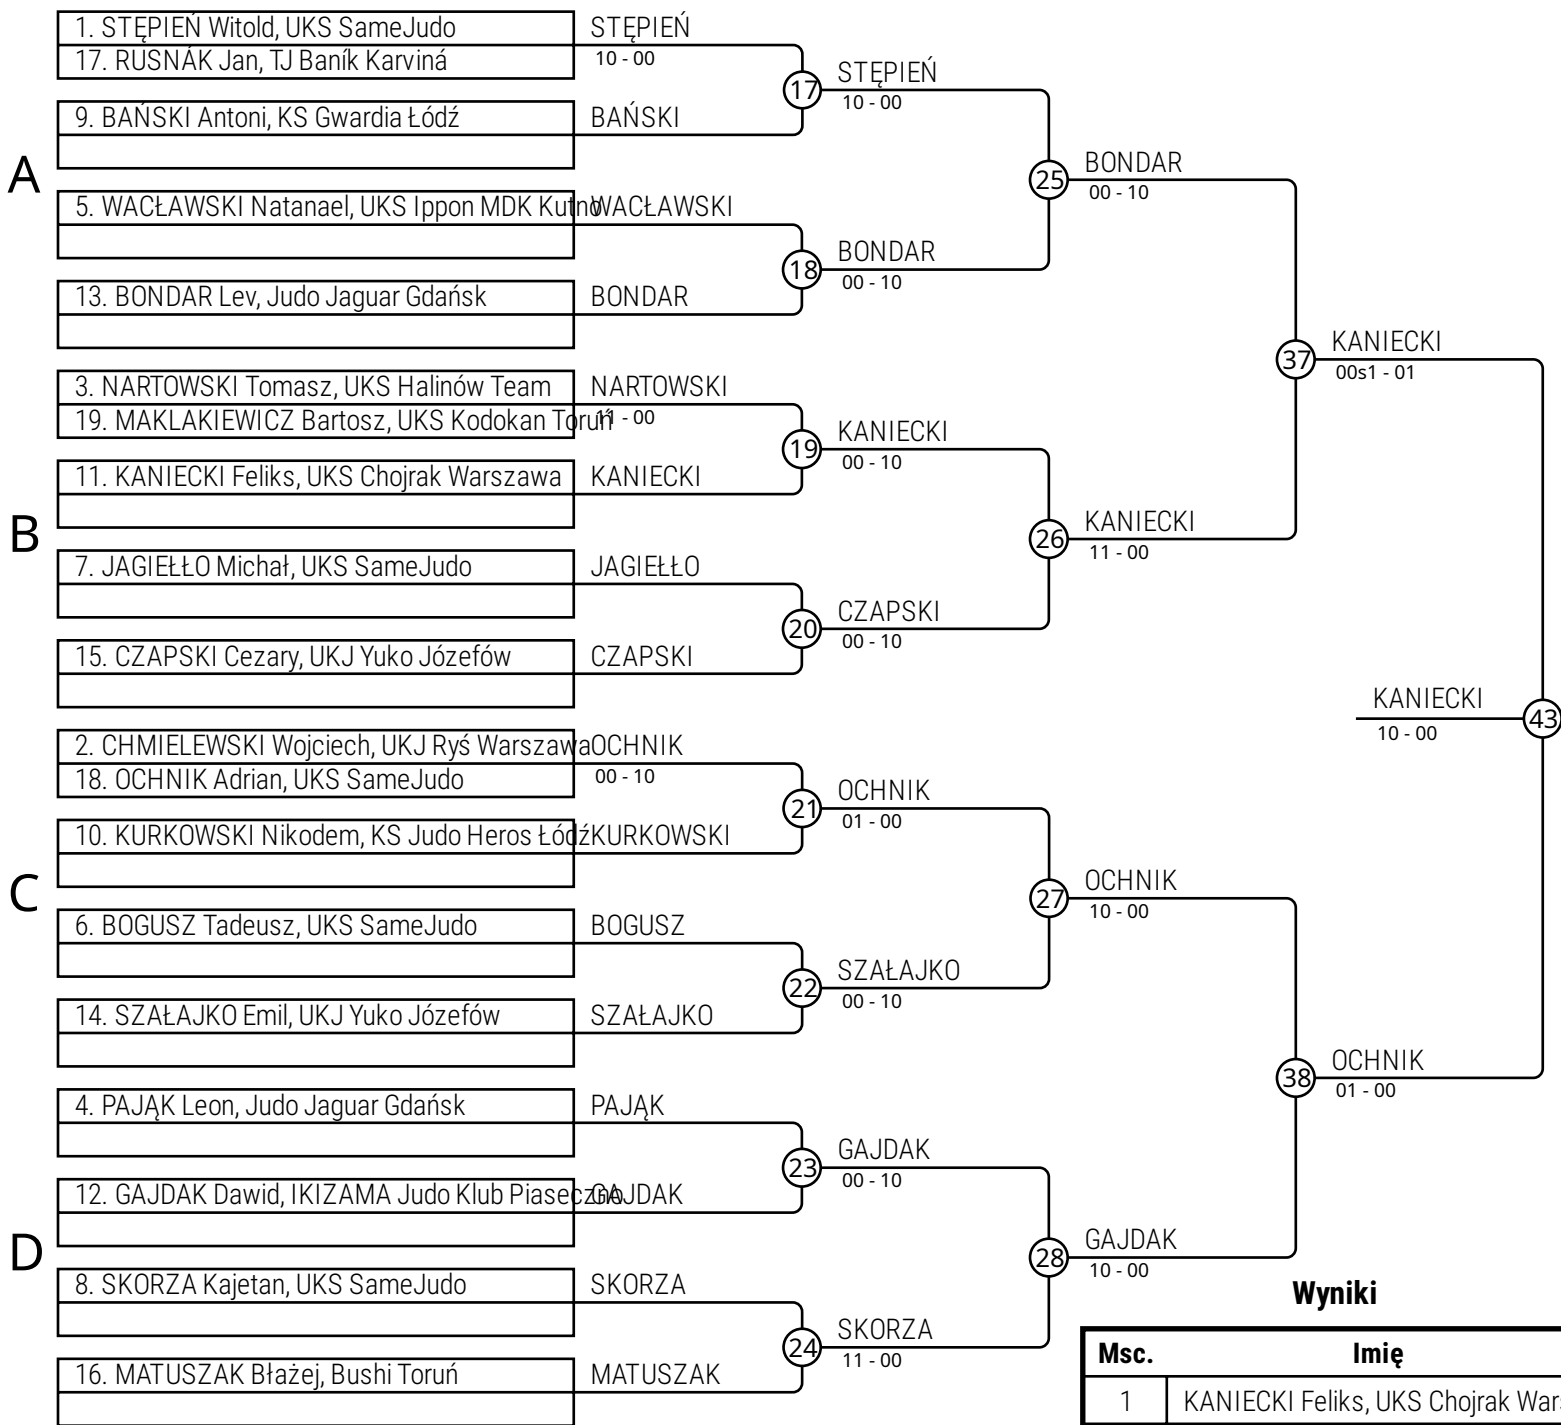 1. STĘPIEŃ Witold, UKS SameJudo
17. RUSNÁK Jan, TJ Baník Karviná
STĘPIEŃ
10 - 00
9. BAŃSKI Antoni, KS Gwardia Łódź
BAŃSKI
17
STĘPIEŃ
10 - 00
A
5. WACŁAWSKI Natanael, UKS Ippon MDK Kutno
WACŁAWSKI
13. BONDAR Lev, Judo Jaguar Gdańsk
BONDAR
18
BONDAR
00 - 10
25
BONDAR
00 - 10
3. NARTOWSKI Tomasz, UKS Halinów Team
19. MAKLAKIEWICZ Bartosz, UKS Kodokan Toruń
NARTOWSKI
11 - 00
11. KANIECKI Feliks, UKS Chojrak Warszawa
KANIECKI
19
KANIECKI
00 - 10
B
7. JAGIEŁŁO Michał, UKS SameJudo
JAGIEŁŁO
15. CZAPSKI Cezary, UKJ Yuko Józefów
CZAPSKI
20
CZAPSKI
00 - 10
26
KANIECKI
11 - 00
37
KANIECKI
00s1 - 01
KANIECKI
10 - 00
43
2. CHMIELEWSKI Wojciech, UKJ Ryś Warszawa
18. OCHNIK Adrian, UKS SameJudo
OCHNIK
00 - 10
10. KURKOWSKI Nikodem, KS Judo Heros Łódź
KURKOWSKI
21
OCHNIK
01 - 00
C
6. BOGUSZ Tadeusz, UKS SameJudo
BOGUSZ
14. SZAŁAJKO Emil, UKJ Yuko Józefów
SZAŁAJKO
22
SZAŁAJKO
00 - 10
27
OCHNIK
10 - 00
38
OCHNIK
01 - 00
4. PAJĄK Leon, Judo Jaguar Gdańsk
PAJĄK
12. GAJDAK Dawid, IKIZAMA Judo Klub Piaseczno
GAJDAK
23
GAJDAK
00 - 10
D
8. SKORZA Kajetan, UKS SameJudo
SKORZA
16. MATUSZAK Błażej, Bushi Toruń
MATUSZAK
24
SKORZA
11 - 00
28
GAJDAK
10 - 00
Wyniki
Msc. Imię
1 KANIECKI Feliks, UKS Chojrak War